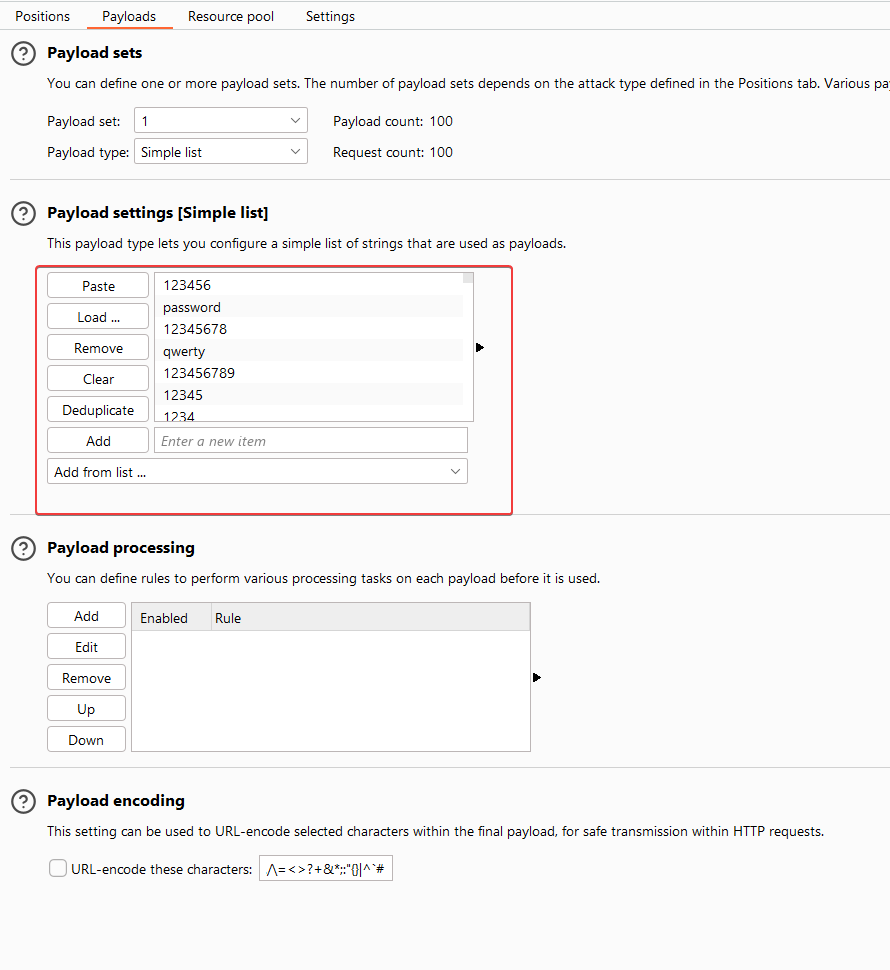 Positions Payloads Resource pool Settings
Payload sets
You can define one or more payload sets. The number of payload sets depends on the attack type defined in the Positions tab. Various pa
Payload set: 1 Payload count: 100
Payload type: Simple list Request count: 100
Payload settings [Simple list]
This payload type lets you configure a simple list of strings that are used as payloads.
Paste
Load ...
Remove
Clear
Deduplicate
123456
password
12345678
qwerty
123456789
12345
1234
Add Enter a new item
Add from list ...
Payload processing
You can define rules to perform various processing tasks on each payload before it is used.
Add
Edit
Remove
Up
Down
Enabled Rule
Payload encoding
This setting can be used to URL-encode selected characters within the final payload, for safe transmission within HTTP requests.
URL-encode these characters: /\=<>?+&*;:"{}|^`#